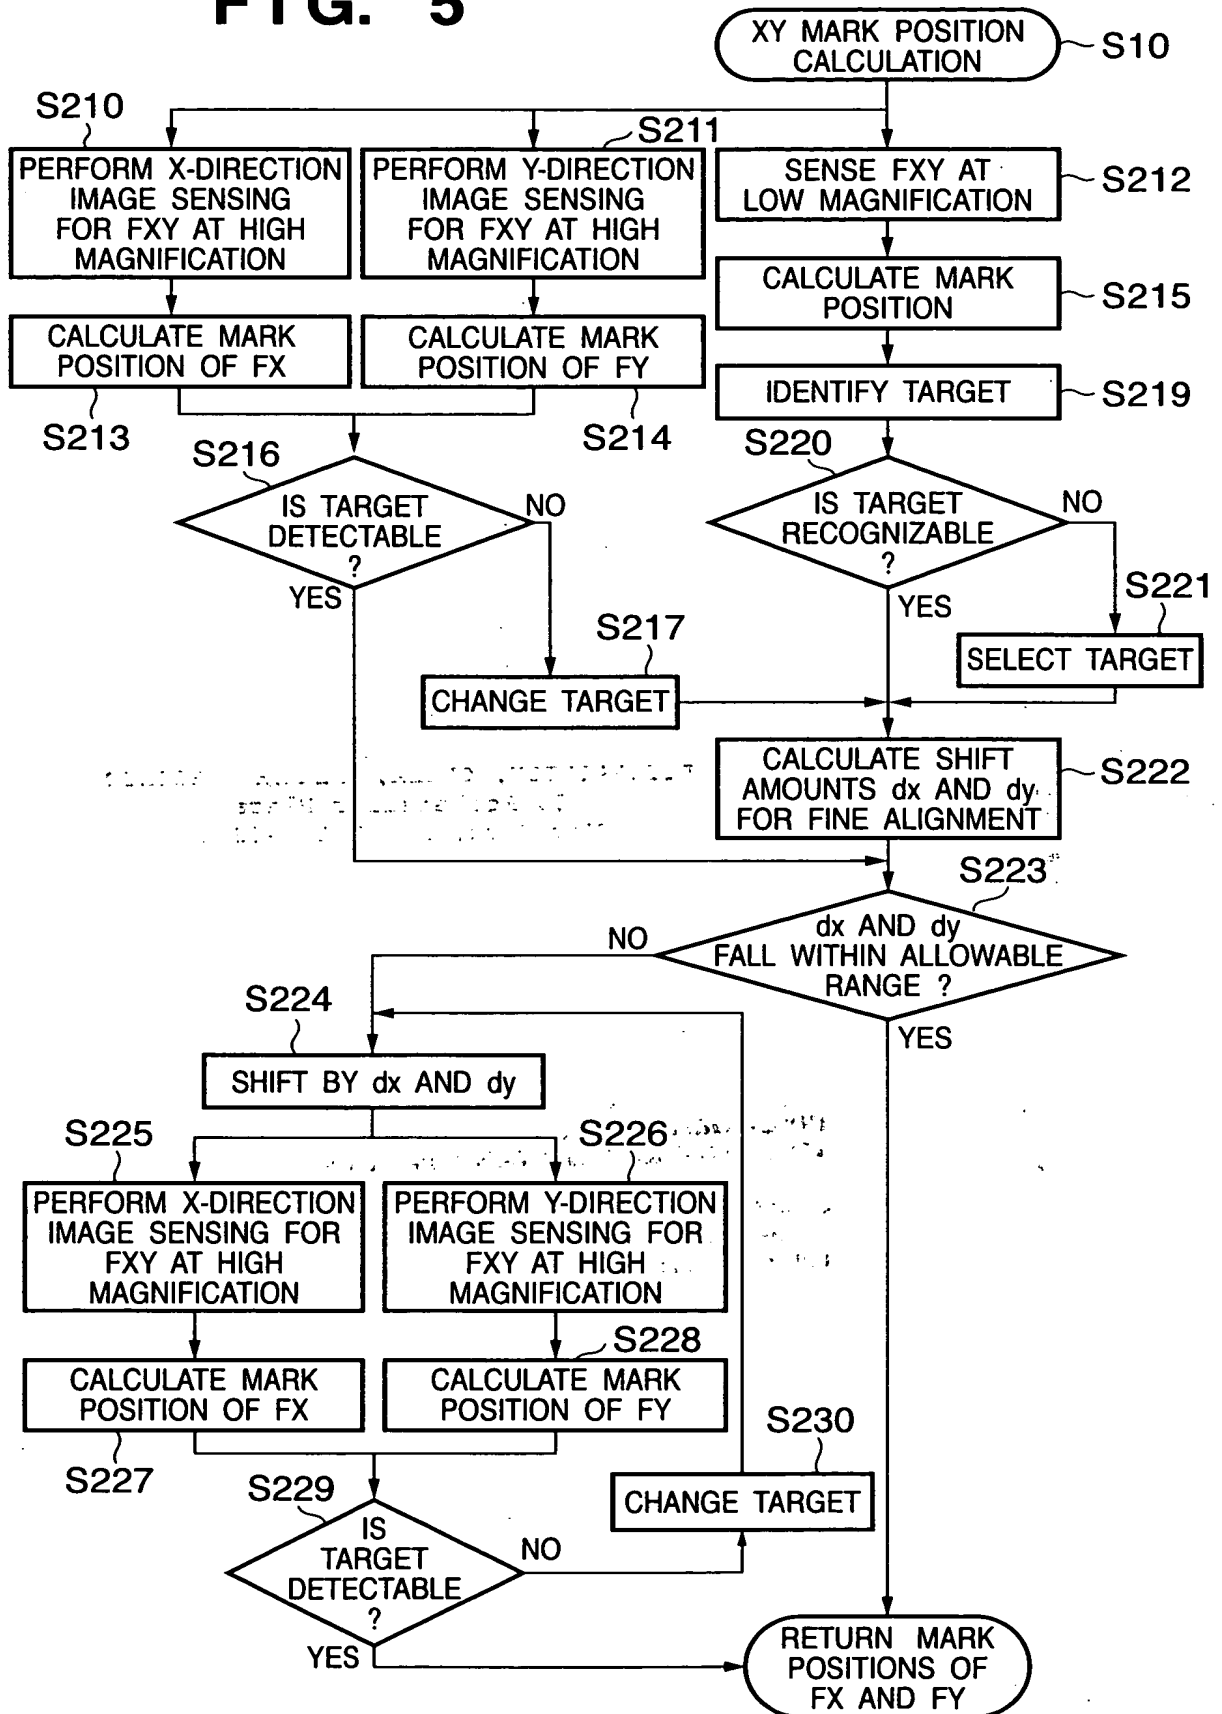 FIG. 5
XY MARK POSITION
CALCULATION
S10
S210
PERFORM X-DIRECTION
IMAGE SENSING
FOR FXY AT HIGH
MAGNIFICATION
S211
PERFORM Y-DIRECTION
IMAGE SENSING
FOR FXY AT HIGH
MAGNIFICATION
SENSE FXY AT
LOW MAGNIFICATION
S212
CALCULATE MARK
POSITION
S215
CALCULATE MARK
POSITION OF FX
S213
CALCULATE MARK
POSITION OF FY
S214
IDENTIFY TARGET
S219
S216
IS TARGET
DETECTABLE
?
NO
YES
S220
IS TARGET
RECOGNIZABLE
?
NO
YES
S221
SELECT TARGET
S217
CHANGE TARGET
CALCULATE SHIFT
AMOUNTS dx AND dy
FOR FINE ALIGNMENT
S222
S223
dx AND dy
FALL WITHIN ALLOWABLE
RANGE ?
NO
YES
S224
SHIFT BY dx AND dy
S225
PERFORM X-DIRECTION
IMAGE SENSING FOR
FXY AT HIGH
MAGNIFICATION
S226
PERFORM Y-DIRECTION
IMAGE SENSING FOR
FXY AT HIGH
MAGNIFICATION
CALCULATE MARK
POSITION OF FX
S227
S228
CALCULATE MARK
POSITION OF FY
S229
IS
TARGET
DETECTABLE
?
NO
YES
S230
CHANGE TARGET
RETURN MARK
POSITIONS OF
FX AND FY